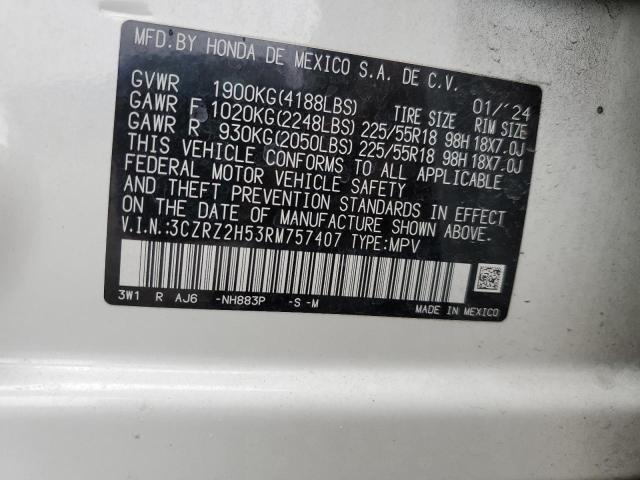 MFD. BY HONDA DE MEXICO S.A. DE C.V.
GVWR 1900KG(4188LBS) TIRE SIZE 01/'24 RIM SIZE
GAWR F 1020KG(2248LBS) 225/55R18 98H 18X7.0J
GAWR R 930KG(2050LBS) 225/55R18 98H 18X7.0J
THIS VEHICLE CONFORMS TO ALL APPLICABLE
FEDERAL MOTOR VEHICLE SAFETY
AND THEFT PREVENTION STANDARDS IN EFFECT
ON THE DATE OF MANUFACTURE SHOWN ABOVE.
V.I.N.:3CZRZ2H53RM757407 TYPE:MPV
3W1 R AJ6 -NH883P -S -M
MADE IN MEXICO